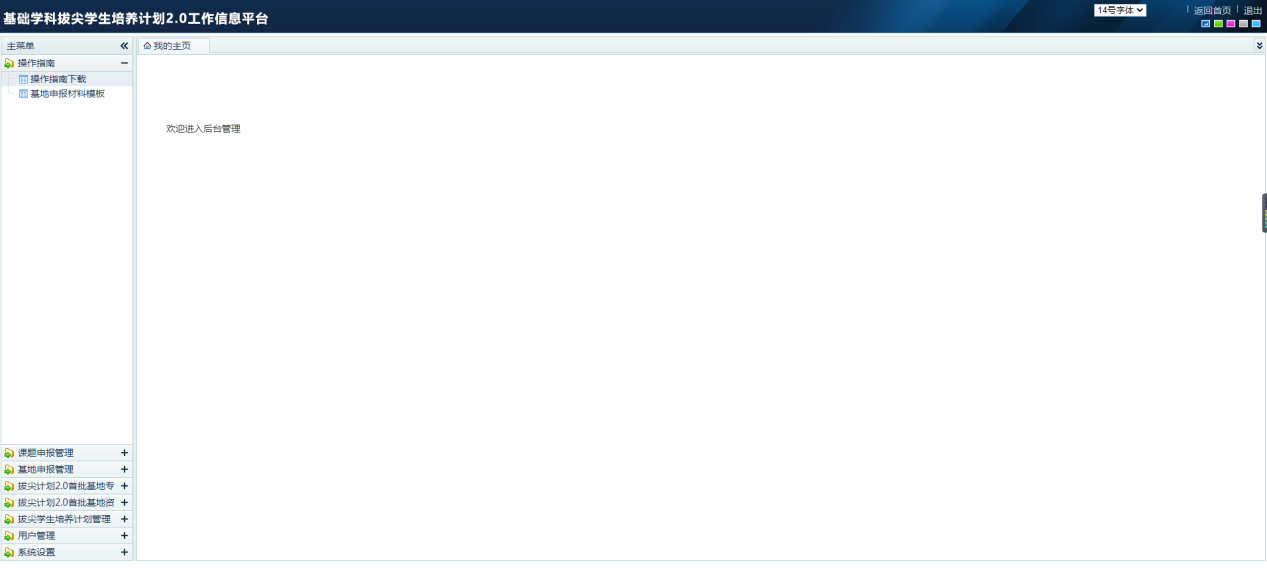 基础学科拔尖学生培养计划2.0工作信息平台
14号字体
返回首页
退出
主菜单
我的主页
操作指南
操作指南下载
基地申报材料模板
欢迎进入后台管理
课题申报管理
基地申报管理
拔尖计划2.0首批基地专
拔尖计划2.0首批基地资
拔尖学生培养计划管理
用户管理
系统设置